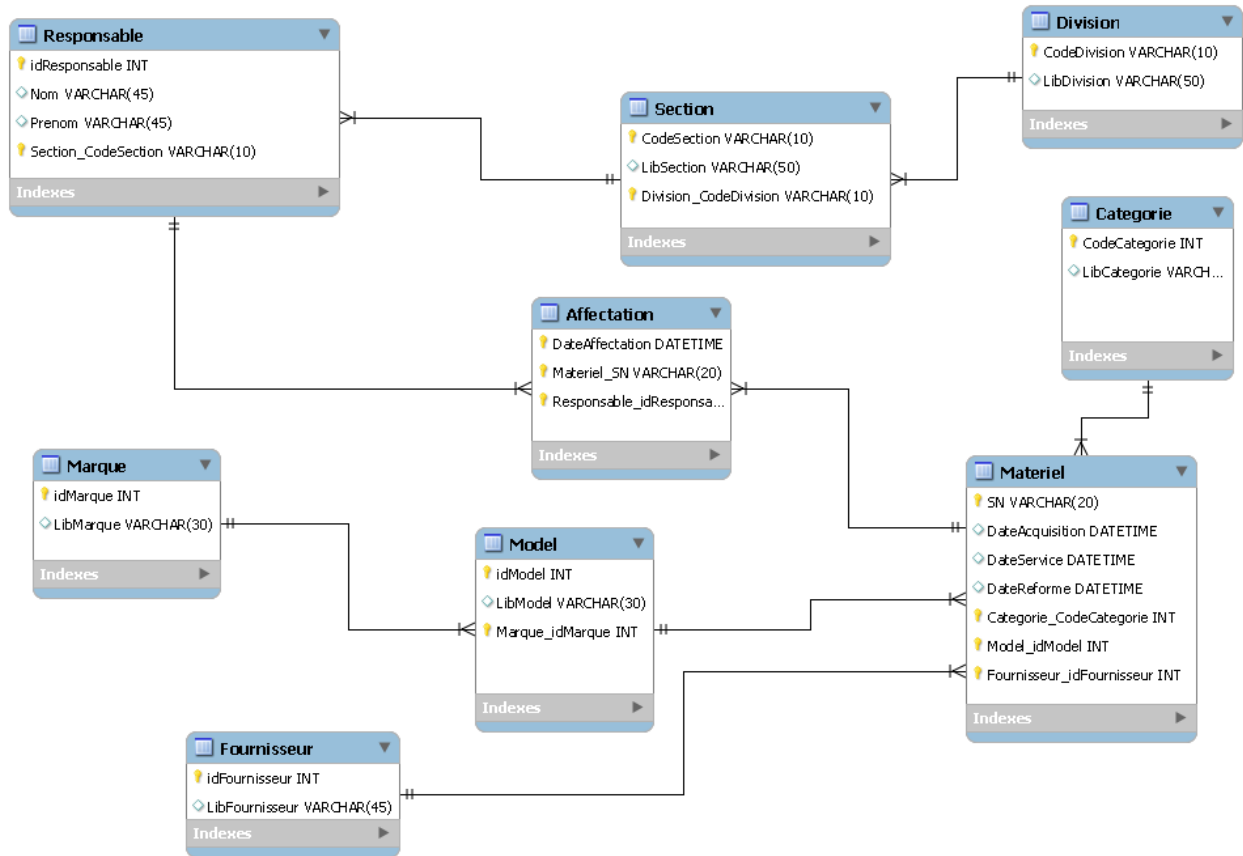 Responsable
idResponsable INT
Nom VARCHAR(45)
Prenom VARCHAR(45)
Section_CodeSection VARCHAR(10)
Indexes
Division
CodeDivision VARCHAR(10)
LibDivision VARCHAR(50)
Indexes
Section
CodeSection VARCHAR(10)
LibSection VARCHAR(50)
Division_CodeDivision VARCHAR(10)
Indexes
Categorie
CodeCategorie INT
LibCategorie VARCH...
Indexes
Affectation
DateAffectation DATETIME
Materiel_SN VARCHAR(20)
Responsable_idResponsa...
Indexes
Marque
idMarque INT
LibMarque VARCHAR(30)
Indexes
Model
idModel INT
LibModel VARCHAR(30)
Marque_idMarque INT
Indexes
Materiel
SN VARCHAR(20)
DateAcquisition DATETIME
DateService DATETIME
DateReforme DATETIME
Categorie_CodeCategorie INT
Model_idModel INT
Fournisseur_idFournisseur INT
Indexes
Fournisseur
idFournisseur INT
LibFournisseur VARCHAR(45)
Indexes